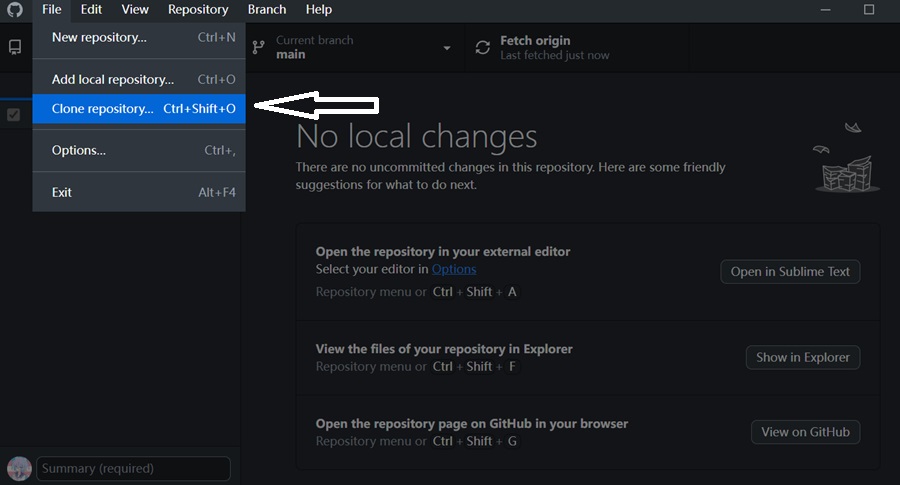 File Edit View Repository Branch Help
New repository... Ctrl+N
Add local repository... Ctrl+O
Clone repository... Ctrl+Shift+O
Options... Ctrl+,
Exit Alt+F4
Current branch
main
Fetch origin
Last fetched just now
No local changes
There are no uncommitted changes in this repository. Here are some friendly
suggestions for what to do next.
Open the repository in your external editor
Select your editor in Options
Repository menu or Ctrl + Shift + A
Open in Sublime Text
View the files of your repository in Explorer
Repository menu or Ctrl + Shift + F
Show in Explorer
Open the repository page on GitHub in your browser
Repository menu or Ctrl + Shift + G
View on GitHub
Summary (required)